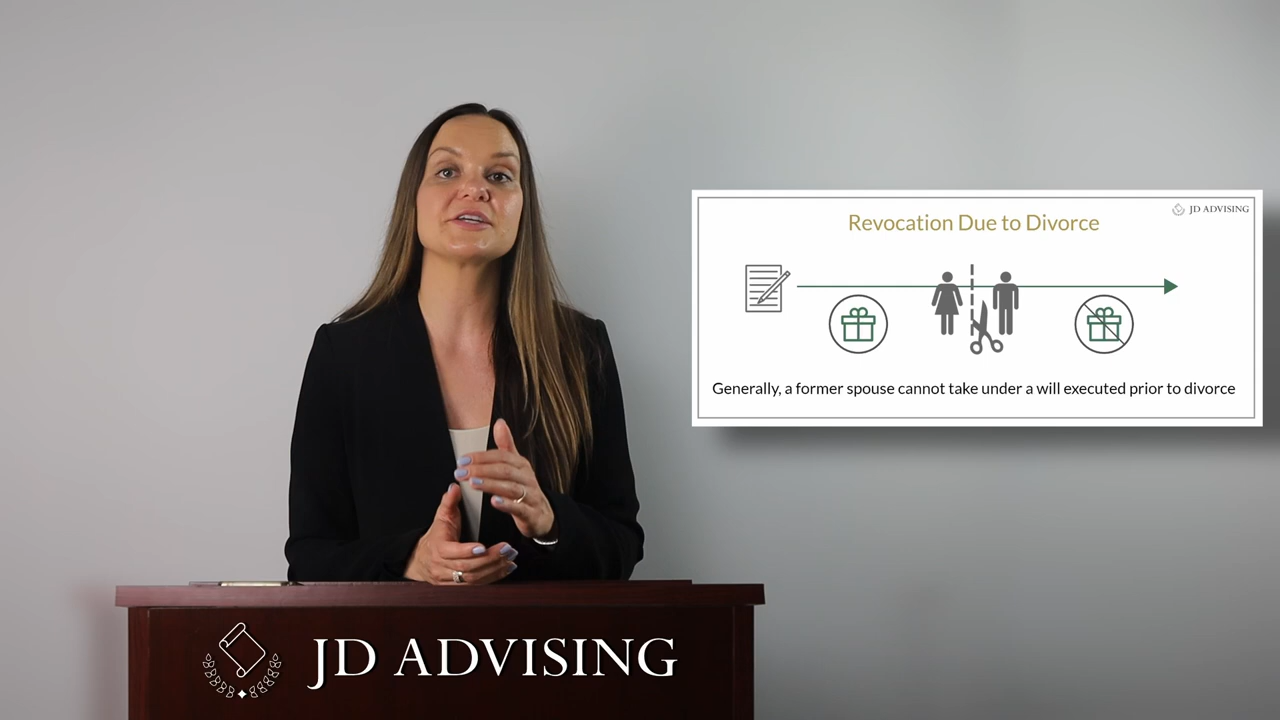 JD ADVISING
Revocation Due to Divorce
Generally, a former spouse cannot take under a will executed prior to divorce
JD ADVISING